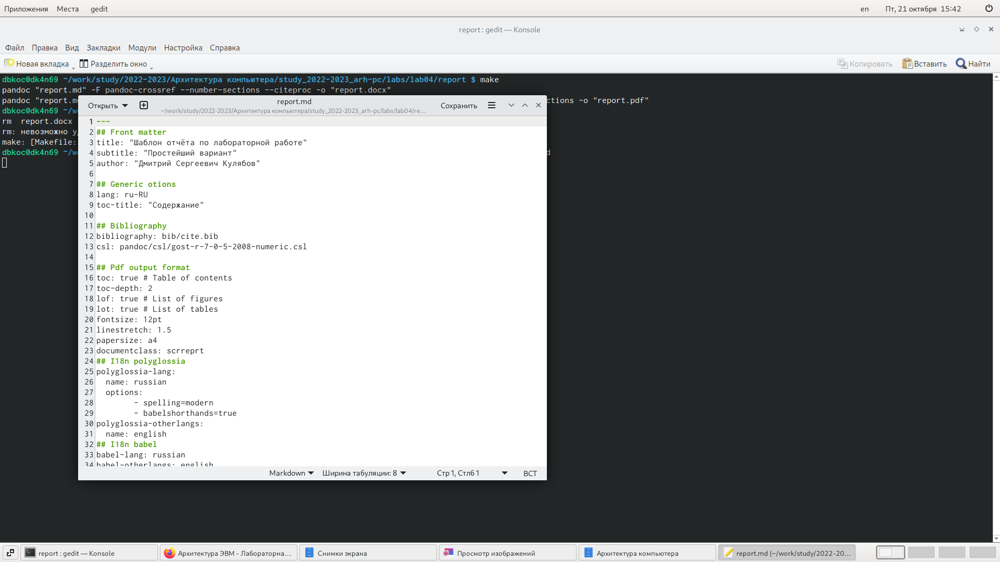 Приложения Места gedit en Пт, 21 октября 15:42
report : gedit — Konsole
Файл Правка Вид Закладки Модули Настройка Справка
Новая вкладка Разделить окно Копировать Вставить Найти
dbkoc@dk4n69 ~/work/study/2022-2023/Архитектура компьютера/study_2022-2023_arh-pc/labs/lab04/report $ make
pandoc "report.md" -F pandoc-crossref --number-sections --citeproc -o "report.docx"
pandoc "report.m ctions -o "report.pdf"
dbkoc@dk4n69 ~/w
rm  report.docx
rm: невозможно у
make: [Makefile:
dbkoc@dk4n69 ~/w d
Открыть report.md Сохранить
~/work/study/2022-2023/Архитектура компьютера/study_2022-2023_arh-pc/labs/lab04/re…
1 ---
2 ## Front matter
3 title: "Шаблон отчёта по лабораторной работе"
4 subtitle: "Простейший вариант"
5 author: "Дмитрий Сергеевич Кулябов"
6
7 ## Generic otions
8 lang: ru-RU
9 toc-title: "Содержание"
10
11 ## Bibliography
12 bibliography: bib/cite.bib
13 csl: pandoc/csl/gost-r-7-0-5-2008-numeric.csl
14
15 ## Pdf output format
16 toc: true # Table of contents
17 toc-depth: 2
18 lof: true # List of figures
19 lot: true # List of tables
20 fontsize: 12pt
21 linestretch: 1.5
22 papersize: a4
23 documentclass: scrreprt
24 ## I18n polyglossia
25 polyglossia-lang:
26   name: russian
27   options:
28         - spelling=modern
29         - babelshorthands=true
30 polyglossia-otherlangs:
31   name: english
32 ## I18n babel
33 babel-lang: russian
34 babel-otherlangs: english
Markdown Ширина табуляции: 8 Стр 1, Стлб 1 ВСТ
report : gedit — Konsole Архитектура ЭВМ - Лабораторна… Снимки экрана Просмотр изображений Архитектура компьютера report.md (~/work/study/2022-20…